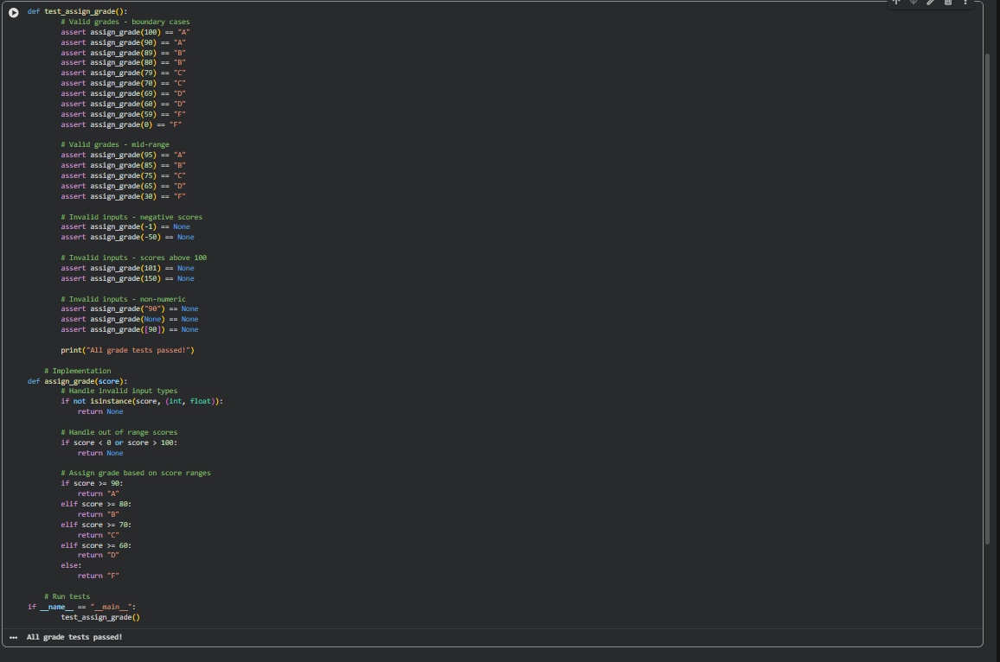 def test_assign_grade():
# Valid grades - boundary cases
assert assign_grade(100) == "A"
assert assign_grade(90) == "A"
assert assign_grade(89) == "B"
assert assign_grade(80) == "B"
assert assign_grade(79) == "C"
assert assign_grade(70) == "C"
assert assign_grade(69) == "D"
assert assign_grade(60) == "D"
assert assign_grade(59) == "F"
assert assign_grade(0) == "F"
# Valid grades - mid-range
assert assign_grade(95) == "A"
assert assign_grade(85) == "B"
assert assign_grade(75) == "C"
assert assign_grade(65) == "D"
assert assign_grade(30) == "F"
# Invalid inputs - negative scores
assert assign_grade(-1) == None
assert assign_grade(-50) == None
# Invalid inputs - scores above 100
assert assign_grade(101) == None
assert assign_grade(150) == None
# Invalid inputs - non-numeric
assert assign_grade("90") == None
assert assign_grade(None) == None
assert assign_grade([90]) == None
print("All grade tests passed!")
# Implementation
def assign_grade(score):
# Handle invalid input types
if not isinstance(score, (int, float)):
return None
# Handle out of range scores
if score < 0 or score > 100:
return None
# Assign grade based on score ranges
if score >= 90:
return "A"
elif score >= 80:
return "B"
elif score >= 70:
return "C"
elif score >= 60:
return "D"
else:
return "F"
# Run tests
if __name__ == "__main__":
test_assign_grade()
All grade tests passed!